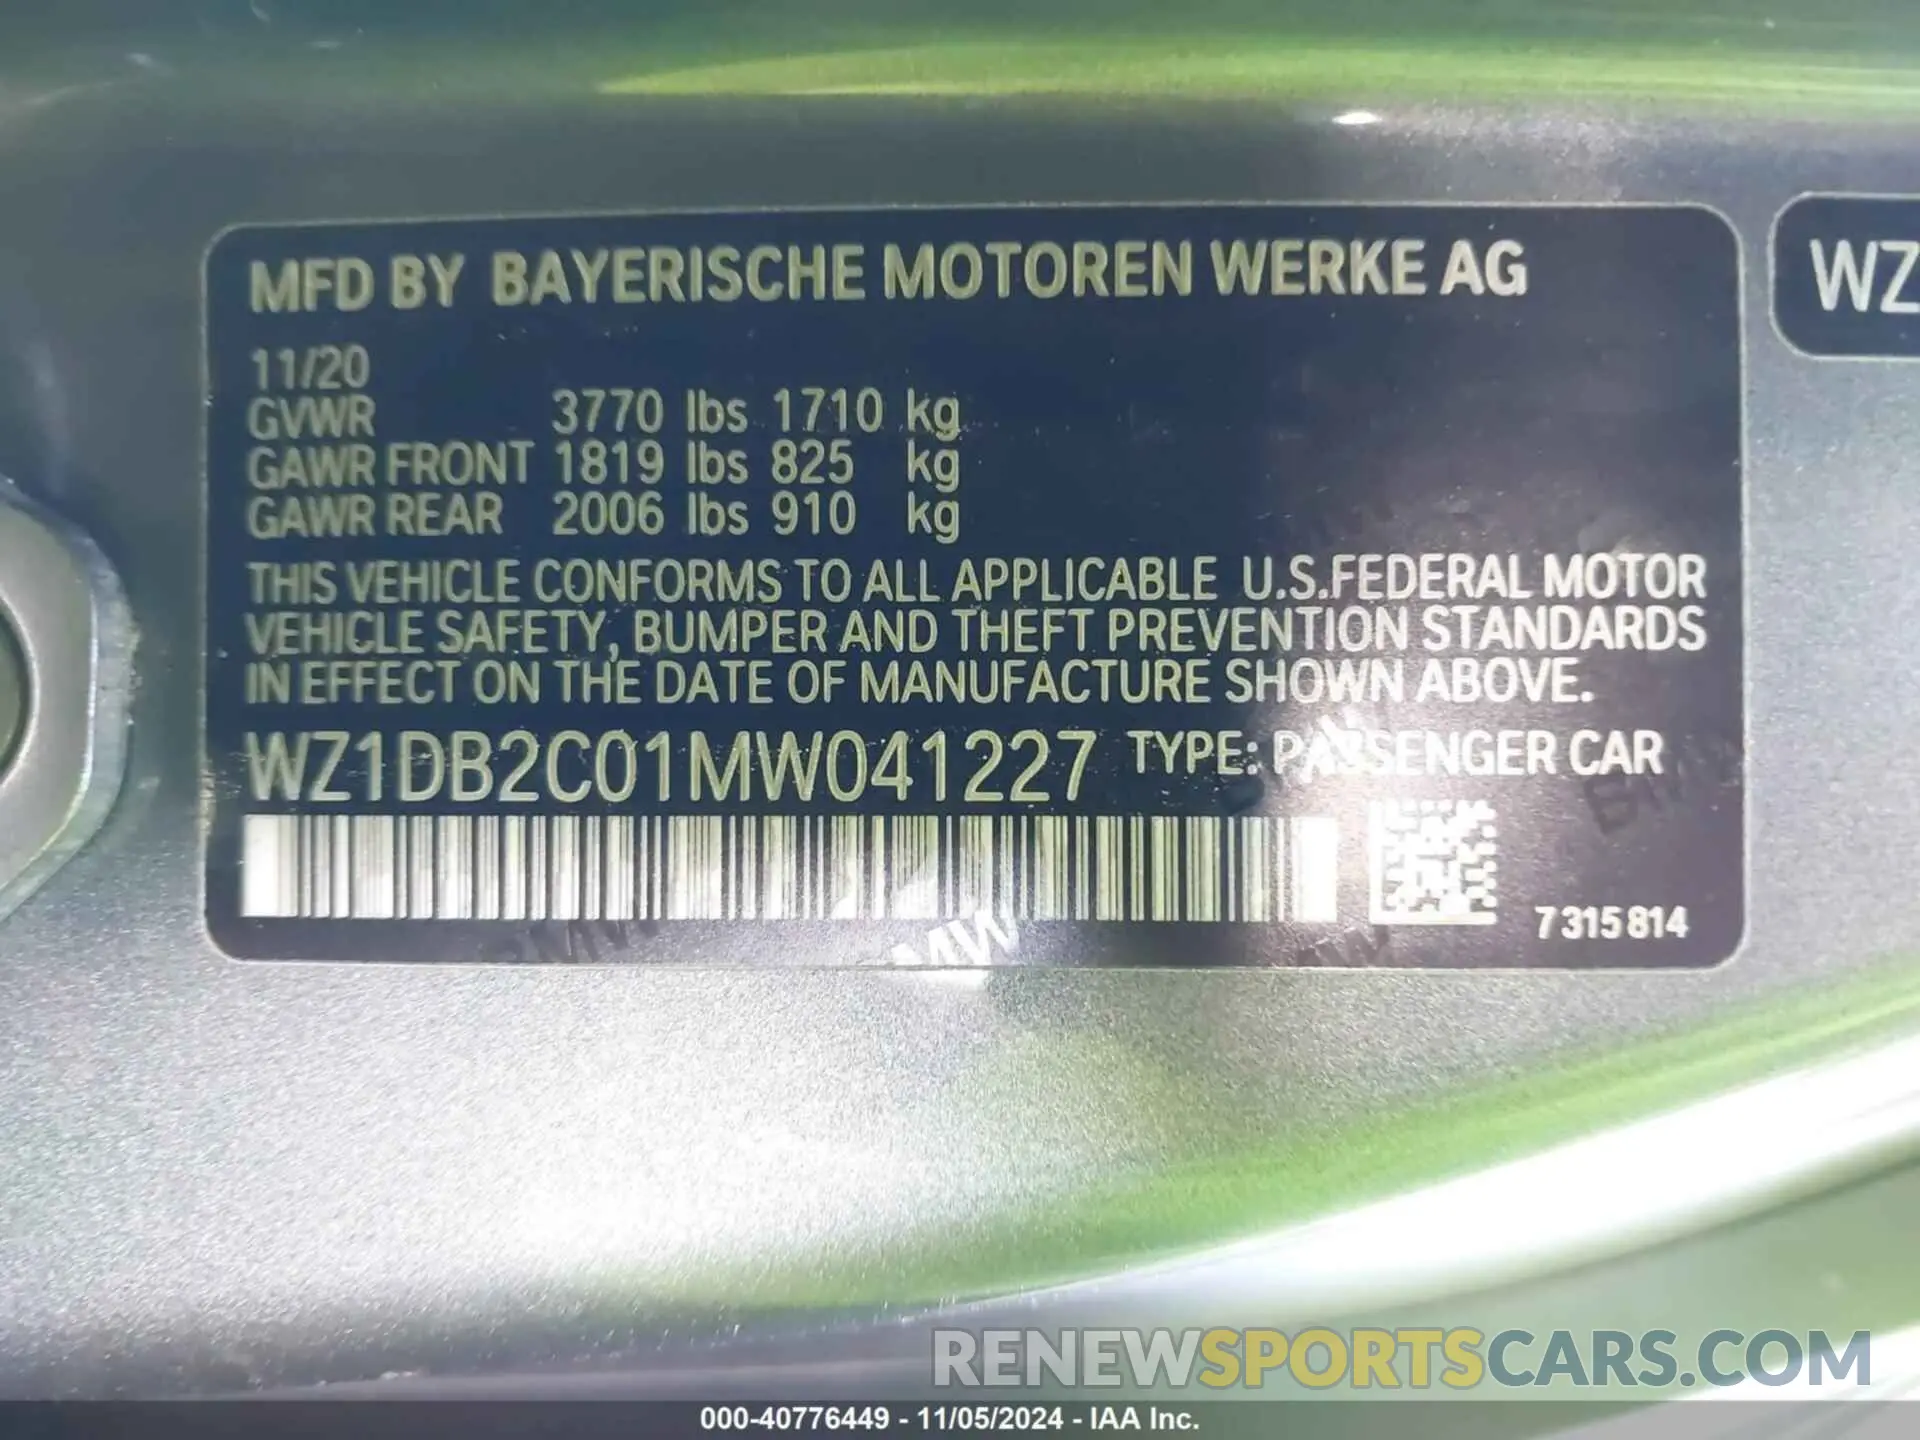 MFD BY BAYERISCHE MOTOREN WERKE AG
11/20
GVWR 3770 lbs 1710 kg
GAWR FRONT 1819 lbs 825 kg
GAWR REAR 2006 lbs 910 kg
THIS VEHICLE CONFORMS TO ALL APPLICABLE U.S.FEDERAL MOTOR
VEHICLE SAFETY, BUMPER AND THEFT PREVENTION STANDARDS
IN EFFECT ON THE DATE OF MANUFACTURE SHOWN ABOVE.
WZ1DB2C01MW041227 TYPE: PASSENGER CAR
7315814
WZ
RENEWSPORTSCARS.COM
000-40776449 - 11/05/2024 - IAA Inc.